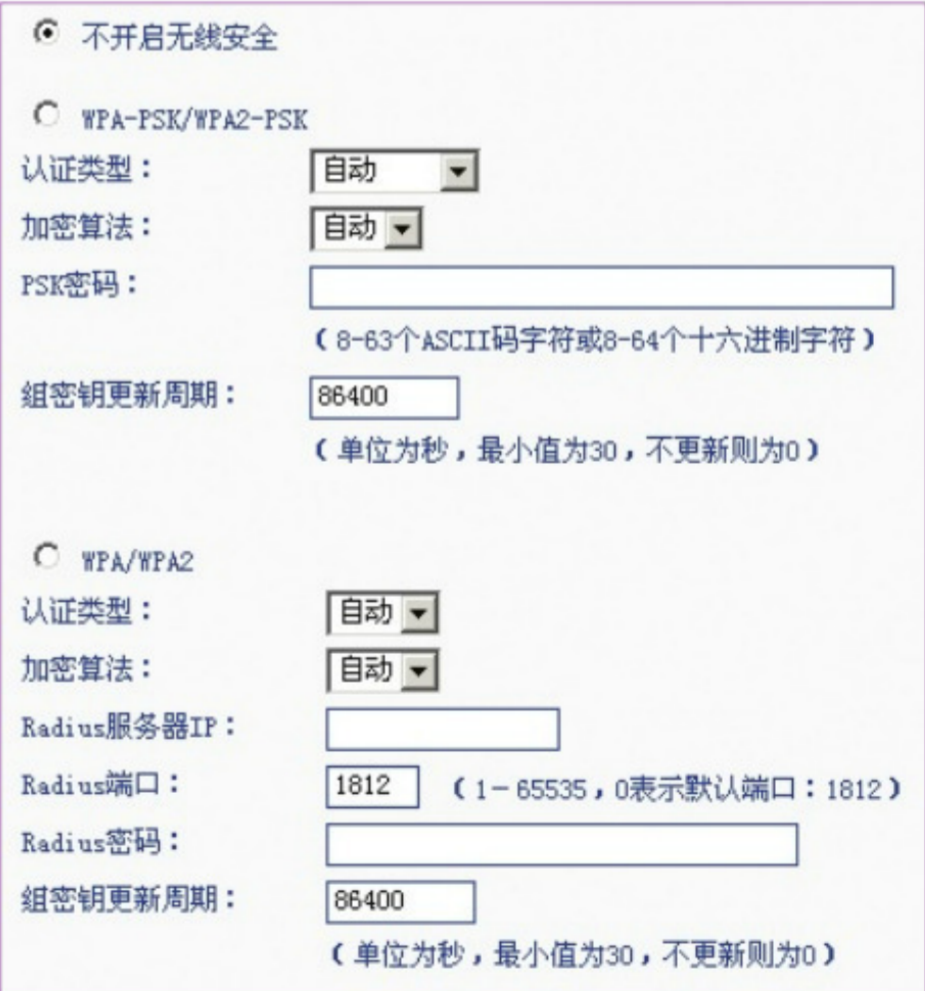 不开启无线安全
WPA-PSK/WPA2-PSK
认证类型： 自动
加密算法： 自动
PSK密码：
（8-63个ASCII码字符或8-64个十六进制字符）
组密钥更新周期： 86400
（单位为秒，最小值为30，不更新则为0）
WPA/WPA2
认证类型： 自动
加密算法： 自动
Radius服务器IP：
Radius端口： 1812 （1－65535，0表示默认端口：1812）
Radius密码：
组密钥更新周期： 86400
（单位为秒，最小值为30，不更新则为0）